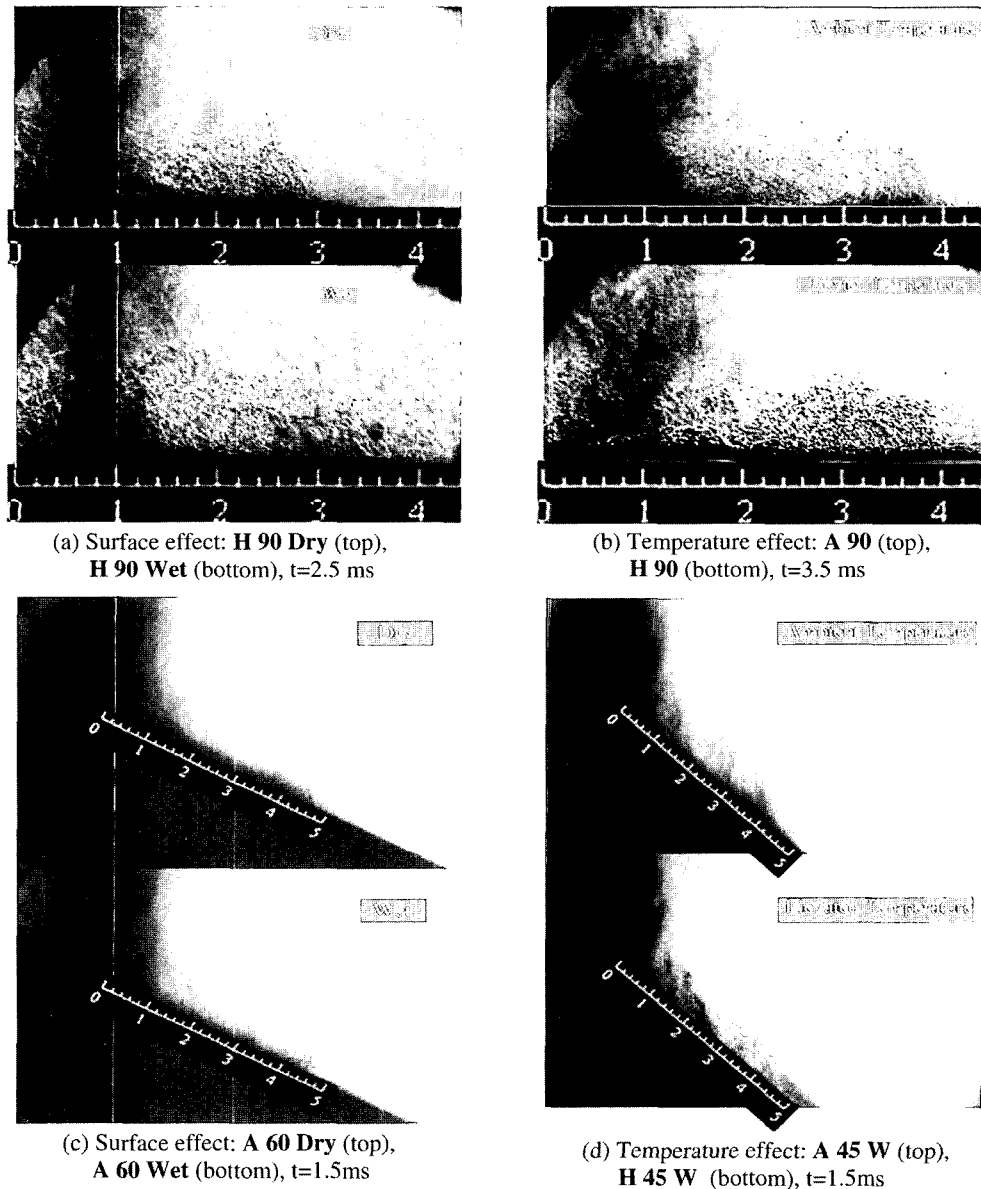 0 1 2 3 4
0 1 2 3 4
0 1 2 3 4
0 1 2 3 4
(a) Surface effect: H 90 Dry (top),
H 90 Wet (bottom), t=2.5 ms
(b) Temperature effect: A 90 (top),
H 90 (bottom), t=3.5 ms
Dry
0 1 2 3 4 5
0 1 2 3 4 5
Wet
0 1 2 3 4 5
0 1 2 3 4 5
(c) Surface effect: A 60 Dry (top),
A 60 Wet (bottom), t=1.5ms
(d) Temperature effect: A 45 W (top),
H 45 W (bottom), t=1.5ms